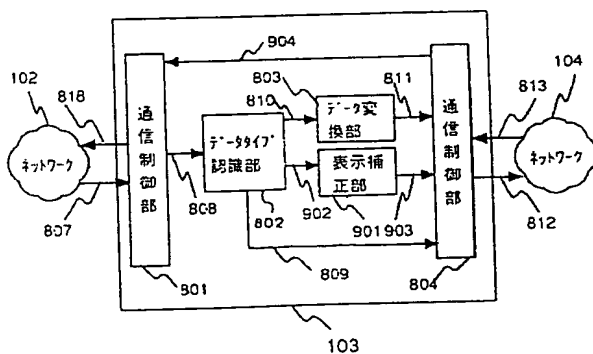 904
102
803
104
818
810
811
813
通信制御部
データタイプ
認識部
データ変
換部
表示補
正部
通信制御部
ネットワーク
ネットワーク
807
808
802
902
901
903
812
809
801
804
103